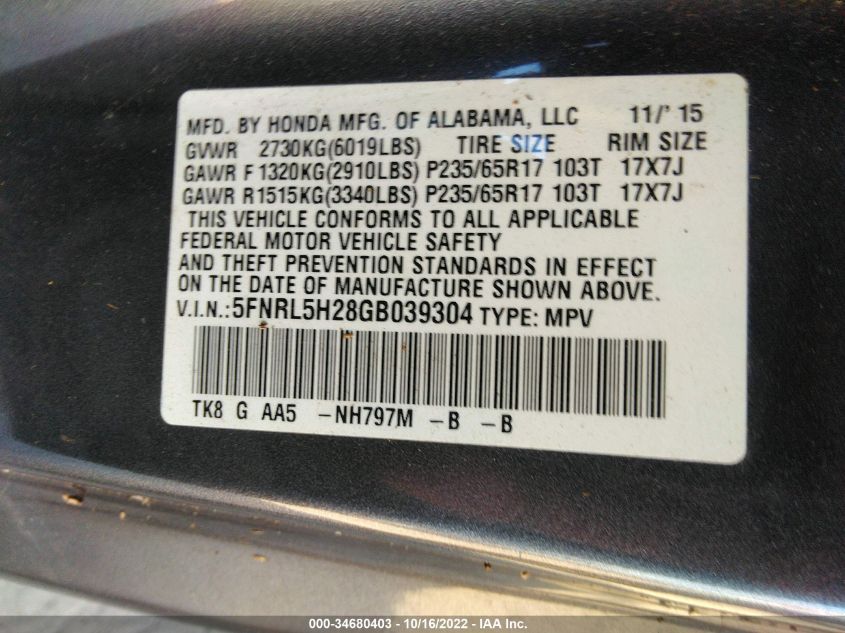 MFD. BY HONDA MFG. OF ALABAMA, LLC 11/'15
GVWR 2730KG(6019LBS) TIRE SIZE RIM SIZE
GAWR F1320KG(2910LBS) P235/65R17 103T 17X7J
GAWR R1515KG(3340LBS) P235/65R17 103T 17X7J
THIS VEHICLE CONFORMS TO ALL APPLICABLE
FEDERAL MOTOR VEHICLE SAFETY
AND THEFT PREVENTION STANDARDS IN EFFECT
ON THE DATE OF MANUFACTURE SHOWN ABOVE.
V.I.N.:5FNRL5H28GB039304 TYPE: MPV
TK8 G AA5 -NH797M -B -B
000-34680403 - 10/16/2022 - IAA Inc.